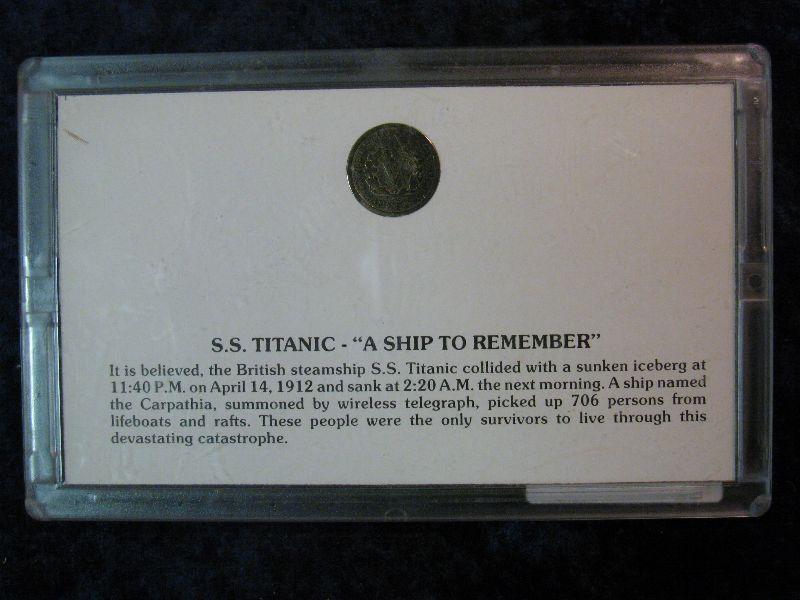 S.S. TITANIC - “A SHIP TO REMEMBER”
It is believed, the British steamship S.S. Titanic collided with a sunken iceberg at
11:40 P.M. on April 14, 1912 and sank at 2:20 A.M. the next morning. A ship named
the Carpathia, summoned by wireless telegraph, picked up 706 persons from
lifeboats and rafts. These people were the only survivors to live through this
devastating catastrophe.